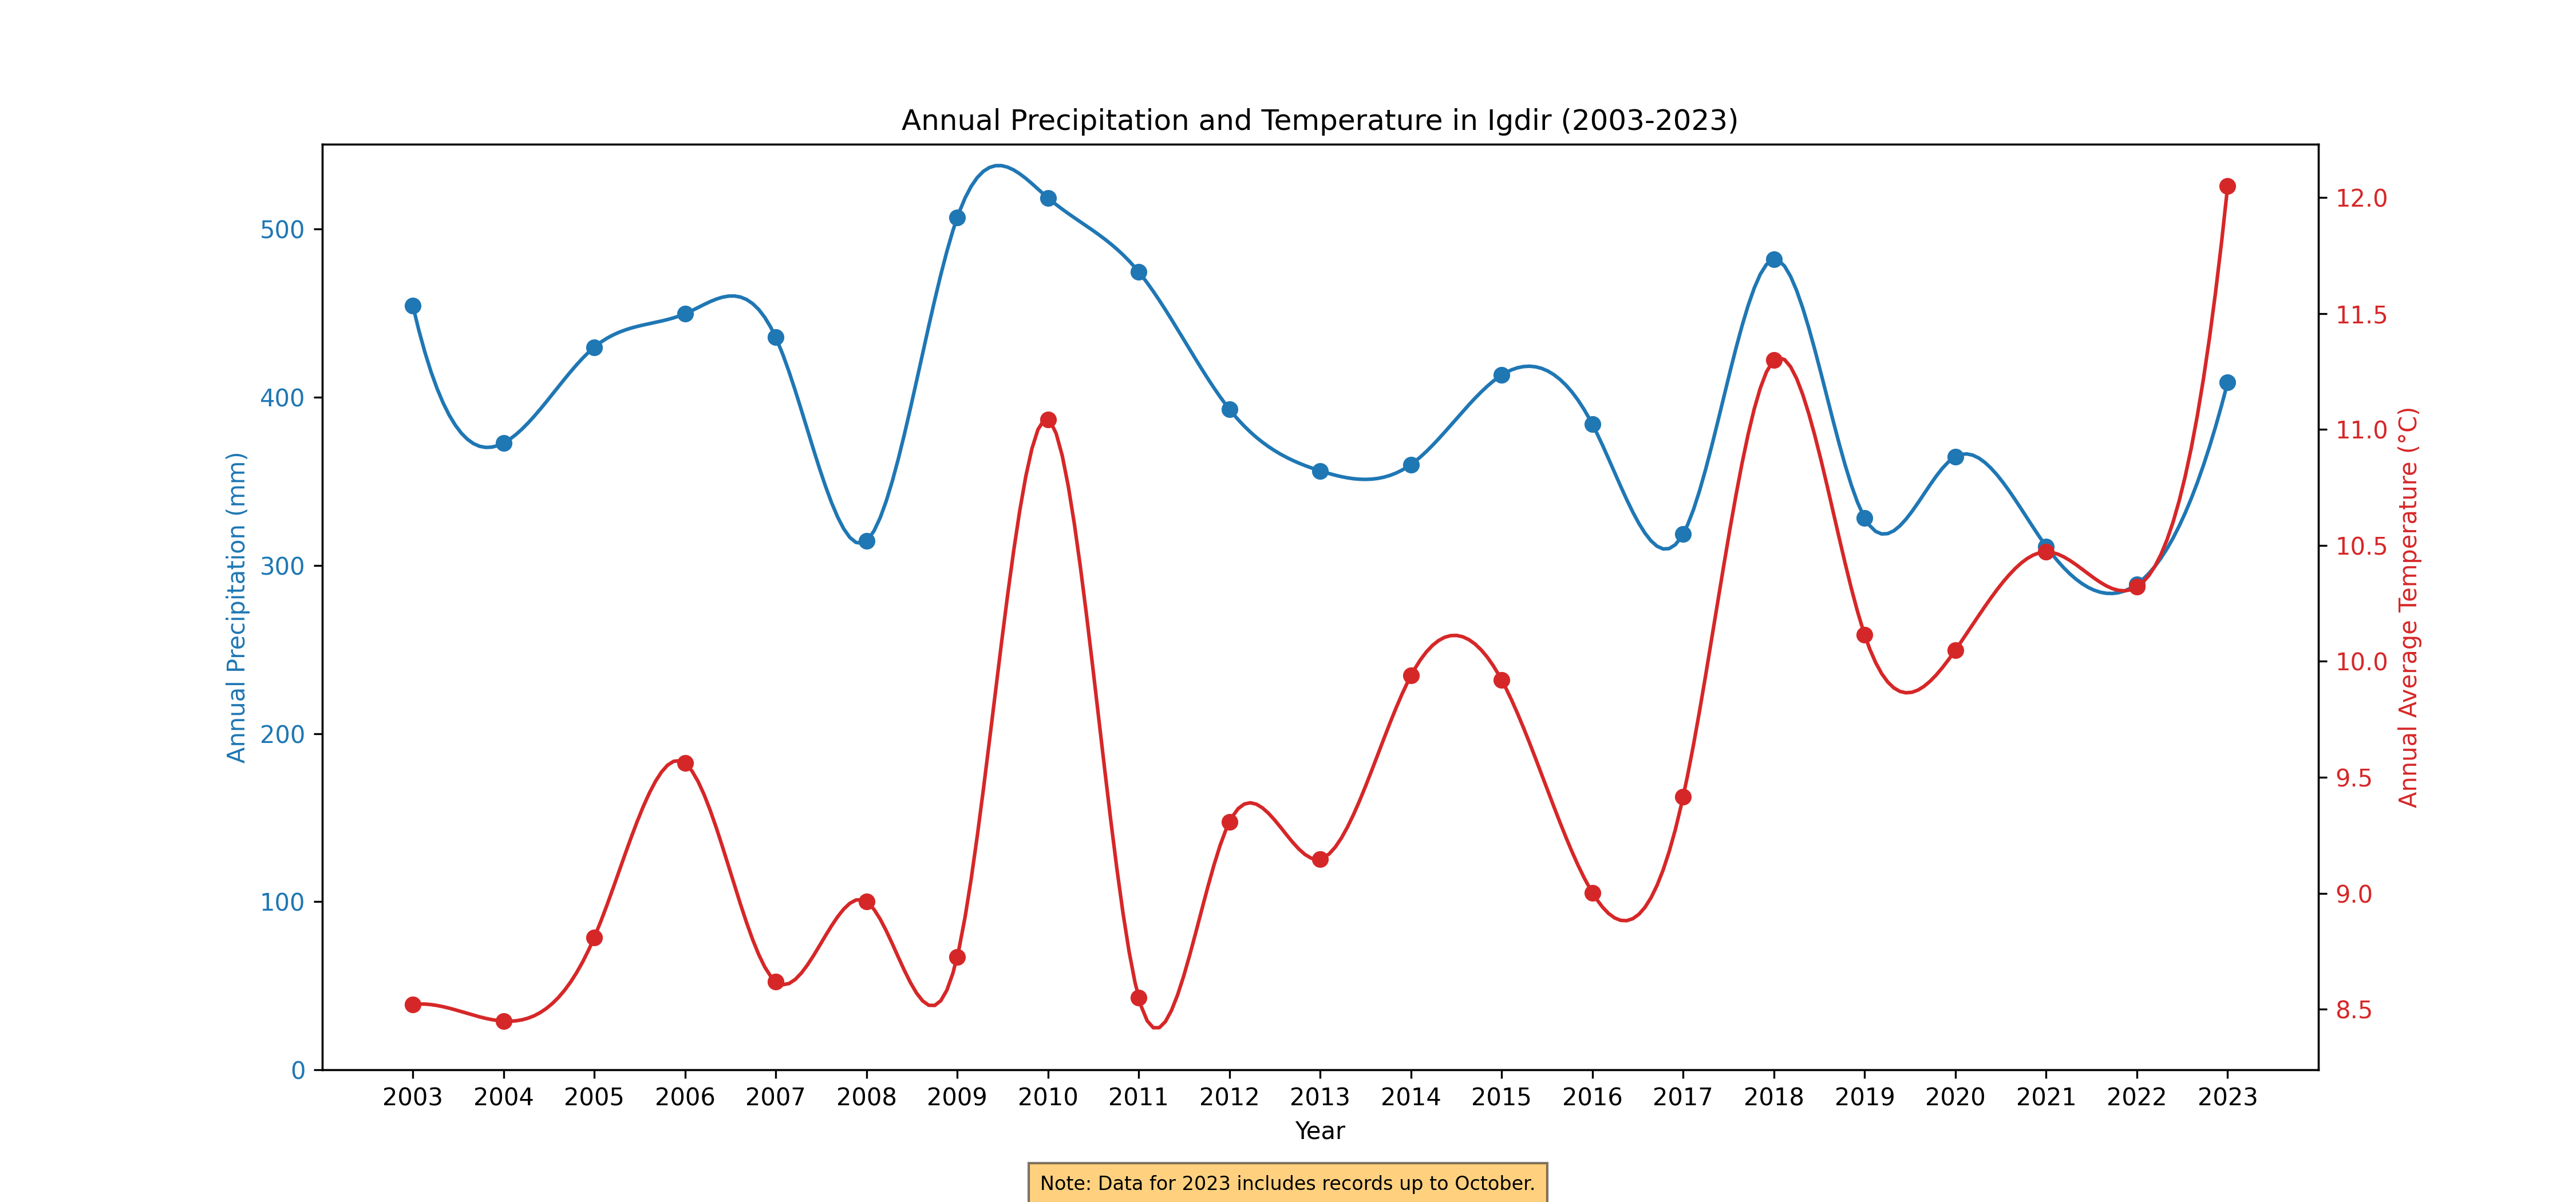 Annual Precipitation and Temperature in Igdir (2003-2023)
Annual Precipitation (mm)
500
400
300
200
100
0
12.0
11.5
11.0
10.5
10.0
9.5
9.0
8.5
Annual Average Temperature (°C)
2003 2004 2005 2006 2007 2008 2009 2010 2011 2012 2013 2014 2015 2016 2017 2018 2019 2020 2021 2022 2023
Year
Note: Data for 2023 includes records up to October.